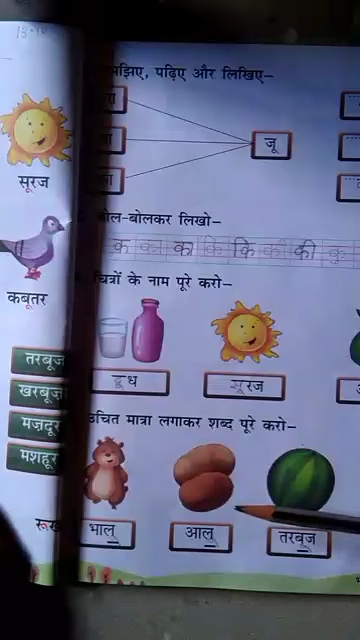 सूरज
कबूतर
तरबूज
खरबूज
मज़दूर
मशहूर
पढ़िए और लिखिए–
जू
बोल-बोलकर लिखो–
क का का कि कि की की कु
चित्रों के नाम पूरे करो–
दूध
सूरज
उचित मात्रा लगाकर शब्द पूरे करो–
भालू
आलू
तरबूज